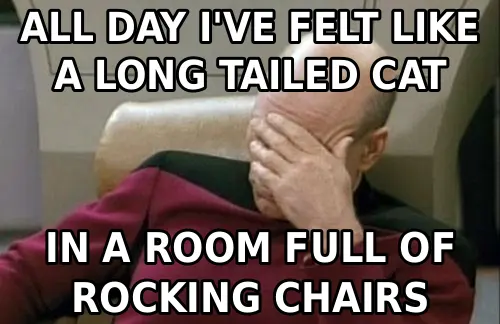 ALL DAY I'VE FELT LIKE
A LONG TAILED CAT
IN A ROOM FULL OF
ROCKING CHAIRS